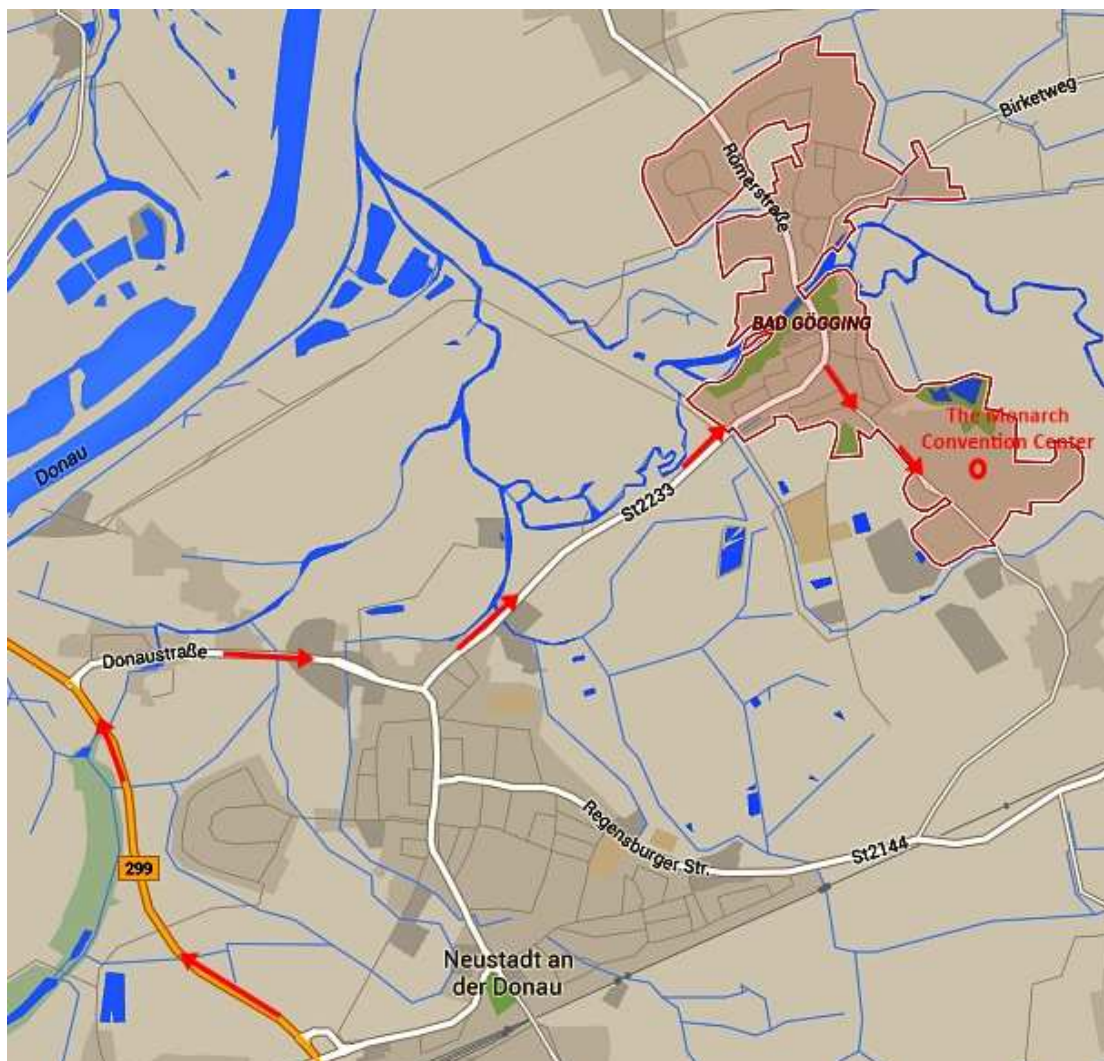 Birketweg
Römerstraße
BAD GÖGGING
The Monarch
Convention Center
Donau
St2233
Donaustraße
Regensburger Str.
St2144
299
Neustadt an
der Donau